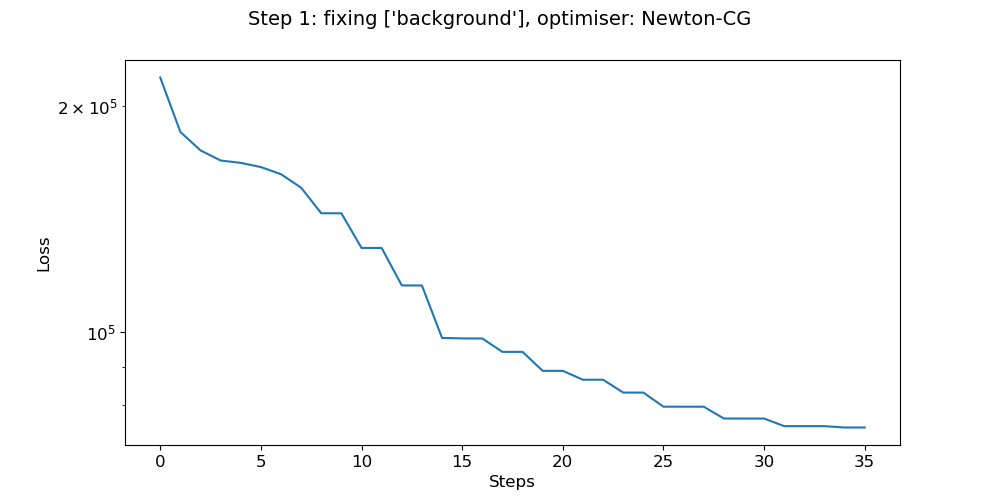 Step 1: fixing ['background'], optimiser: Newton-CG
2 × 10⁵
10⁵
Loss
0 5 10 15 20 25 30 35
Steps